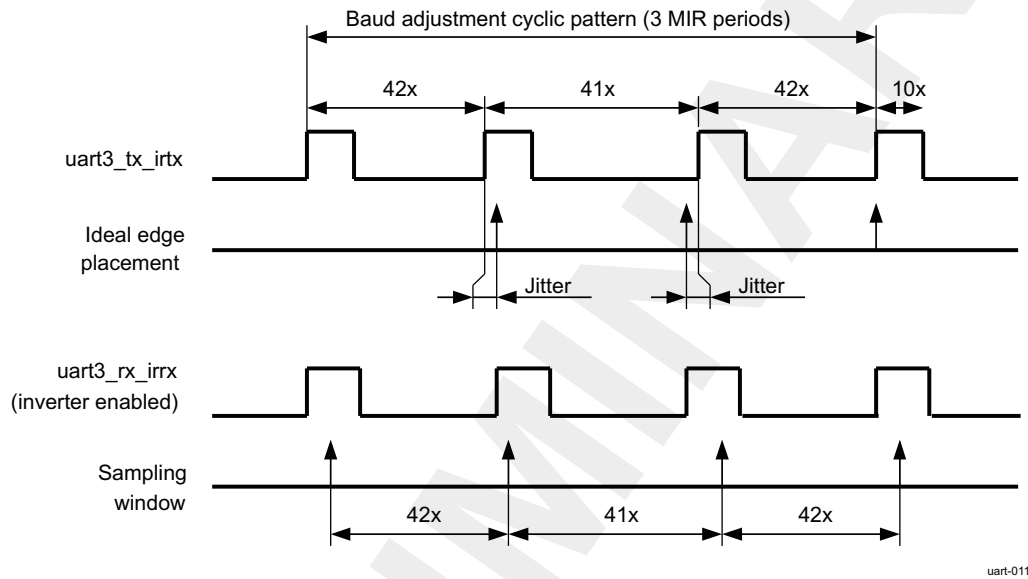 Baud adjustment cyclic pattern (3 MIR periods)
42x 41x 42x 10x
uart3_tx_irtx
Ideal edge
placement
Jitter Jitter
uart3_rx_irrx
(inverter enabled)
Sampling
window
42x 41x 42x
uart-011